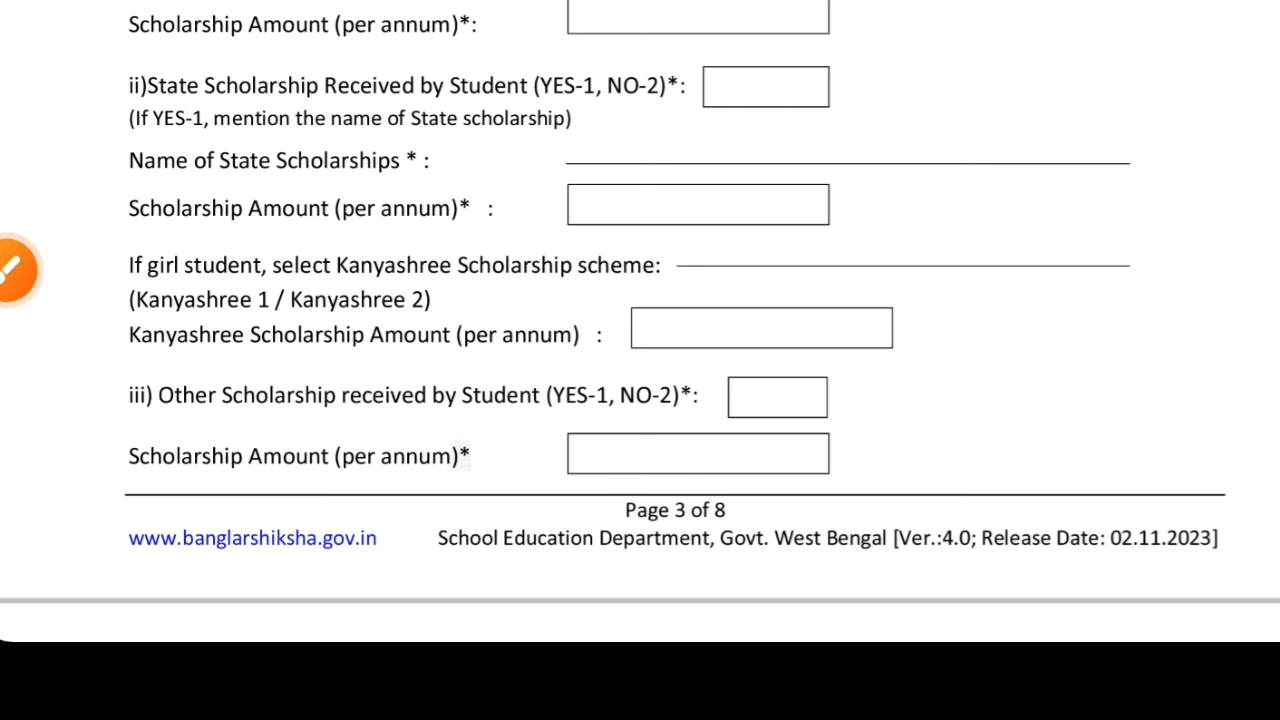 Scholarship Amount (per annum)*:
ii)State Scholarship Received by Student (YES-1, NO-2)*:
(If YES-1, mention the name of State scholarship)
Name of State Scholarships * :
Scholarship Amount (per annum)* :
If girl student, select Kanyashree Scholarship scheme:
(Kanyashree 1 / Kanyashree 2)
Kanyashree Scholarship Amount (per annum) :
iii) Other Scholarship received by Student (YES-1, NO-2)*:
Scholarship Amount (per annum)*
Page 3 of 8
www.banglarshiksha.gov.in School Education Department, Govt. West Bengal [Ver.:4.0; Release Date: 02.11.2023]